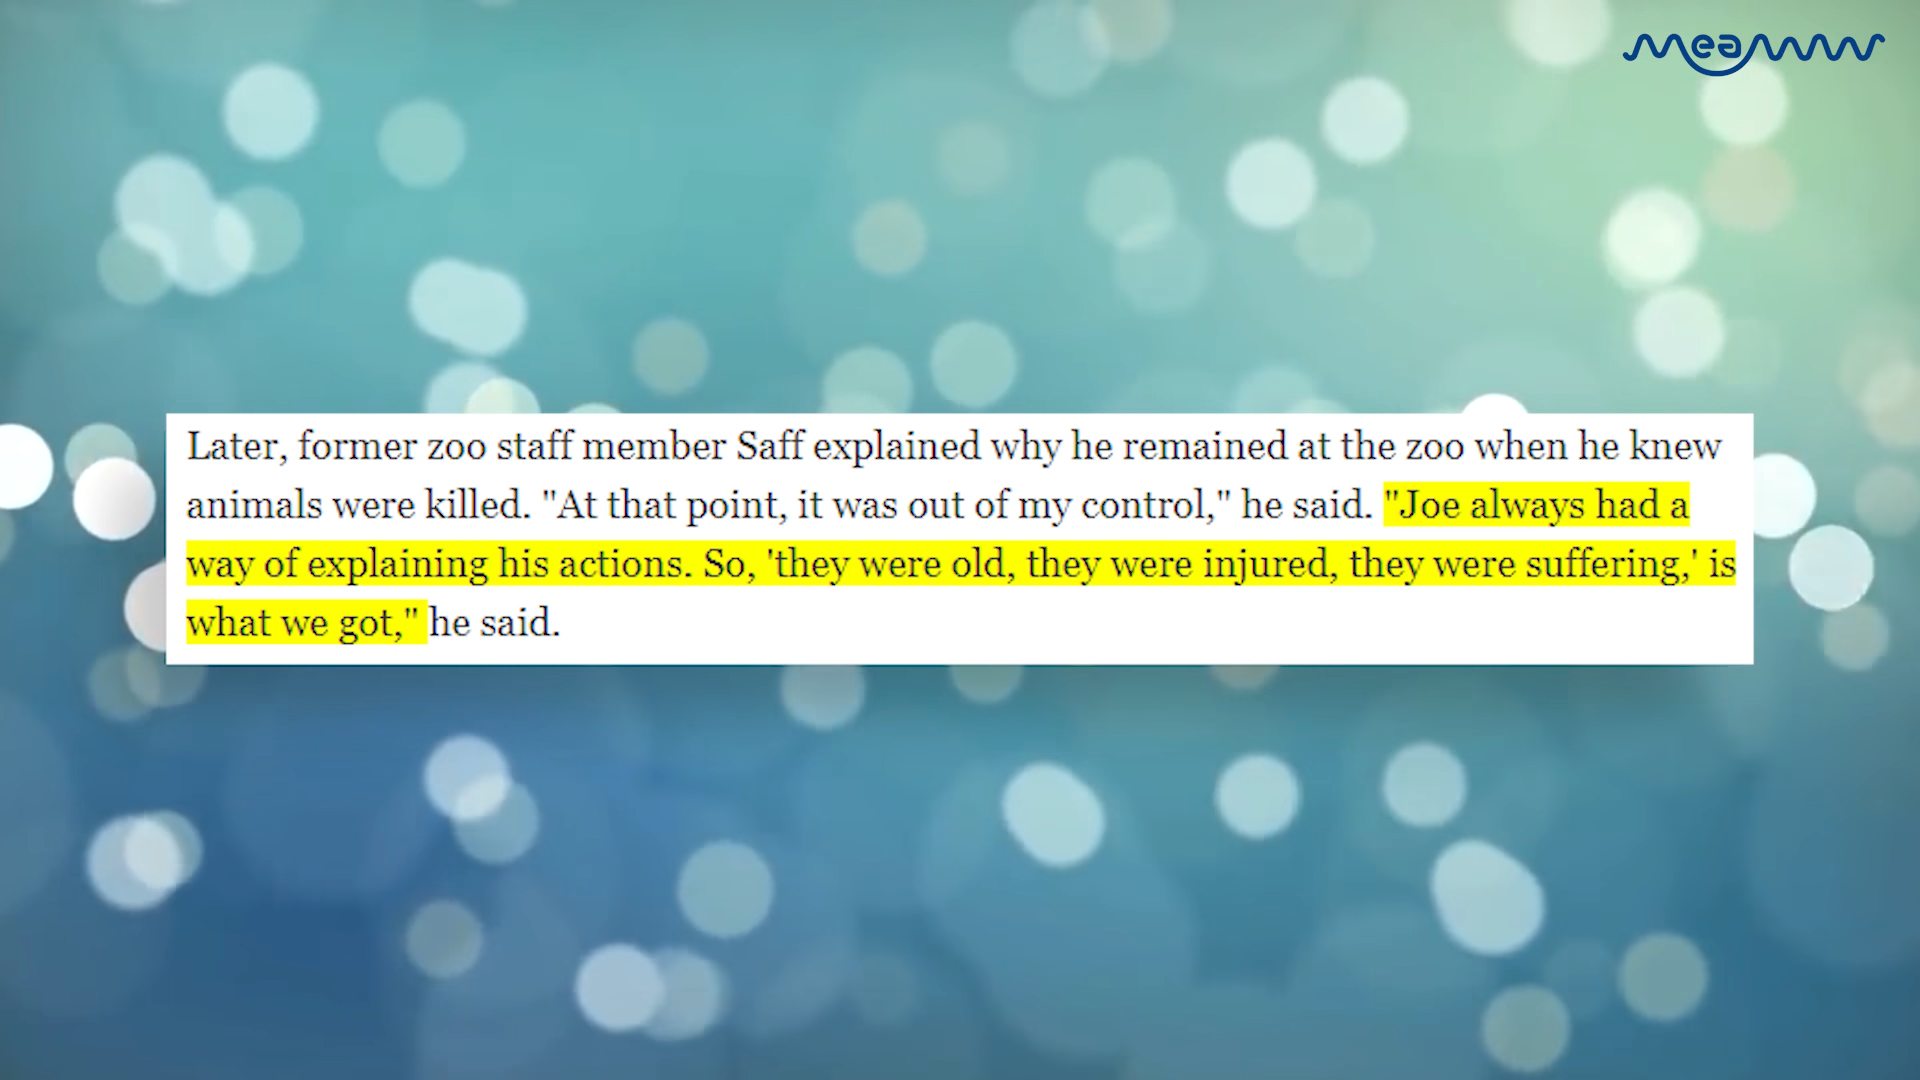 meaww
Later, former zoo staff member Saff explained why he remained at the zoo when he knew
animals were killed. "At that point, it was out of my control," he said. "Joe always had a
way of explaining his actions. So, 'they were old, they were injured, they were suffering,' is
what we got," he said.